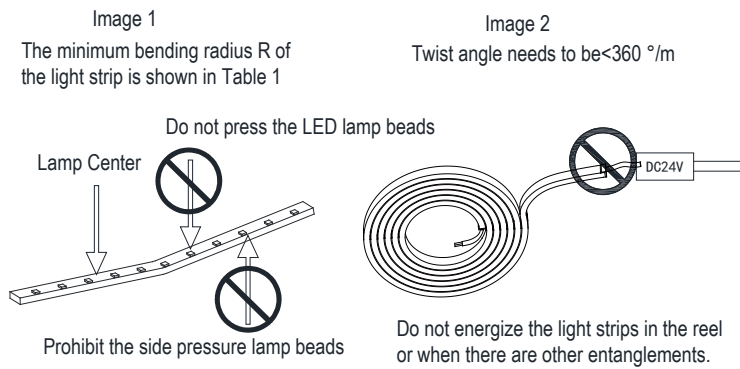 Image 1
The minimum bending radius R of
the light strip is shown in Table 1
Image 2
Twist angle needs to be<360 °/m
Do not press the LED lamp beads
Lamp Center
DC24V
Prohibit the side pressure lamp beads
Do not energize the light strips in the reel
or when there are other entanglements.